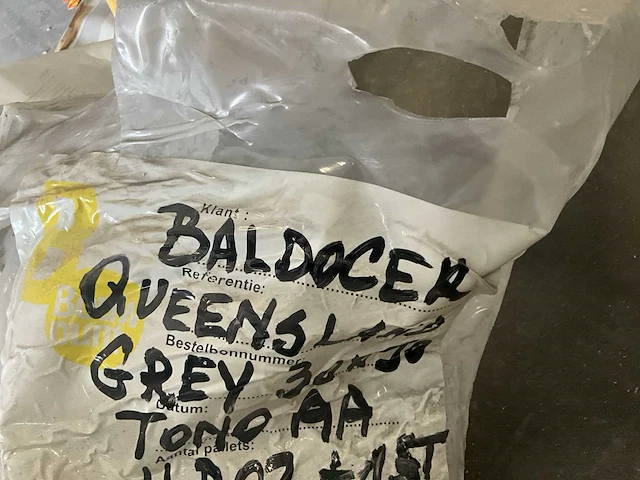 Klant :
BALDOCER
Referentie:
QUEENSLAND
Bestelbonnummer:
GREY 30x30
Datum:
TONO AA
Aantal pallets: